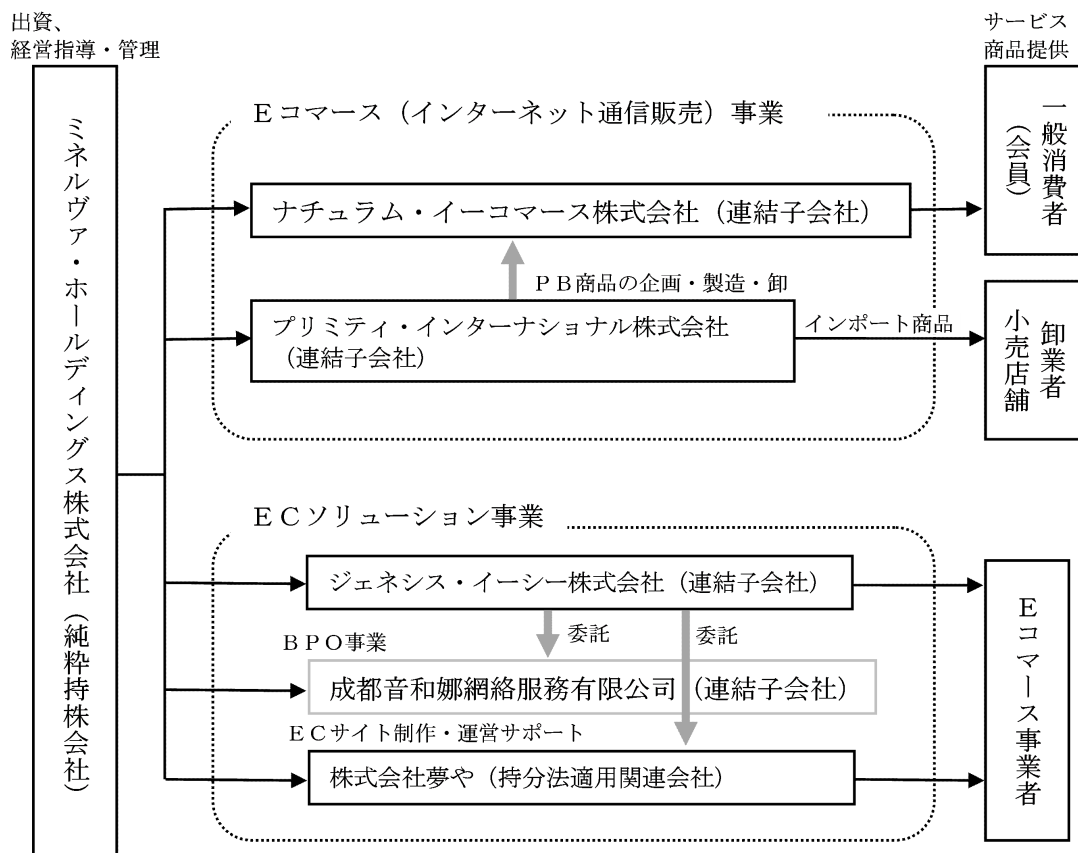 出資、
経営指導・管理
サービス
商品提供
ミネルヴァ・ホールディングス株式会社（純粋持株会社）
Ｅコマース（インターネット通信販売）事業
ナチュラム・イーコマース株式会社（連結子会社）
ＰＢ商品の企画・製造・卸
プリミティ・インターナショナル株式会社
（連結子会社）
インポート商品
一般消費者
（会員）
卸業者
小売店舗
ＥＣソリューション事業
ジェネシス・イーシー株式会社（連結子会社）
委託
委託
ＢＰＯ事業
成都音和娜網絡服務有限公司（連結子会社）
ＥＣサイト制作・運営サポート
株式会社夢や（持分法適用関連会社）
Ｅコマース事業者